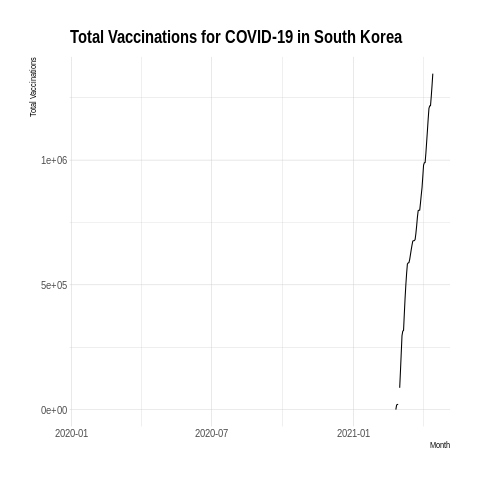 Total Vaccinations for COVID-19 in South Korea
Total Vaccinations
1e+06
5e+05
0e+00
2020-01 2020-07 2021-01
Month